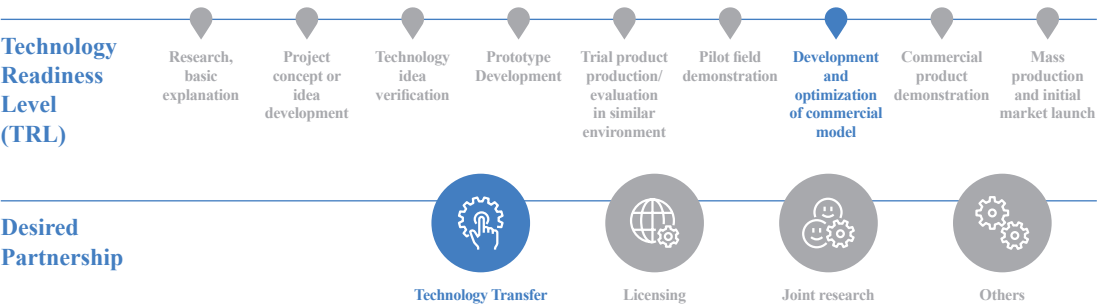 Technology
Readiness
Level
(TRL)
Research,
basic
explanation
Project
concept or
idea
development
Technology
idea
verification
Prototype
Development
Trial product
production/
evaluation
in similar
environment
Pilot field
demonstration
Development
and
optimization
of commercial
model
Commercial
product
demonstration
Mass
production
and initial
market launch
Desired
Partnership
Technology Transfer
Licensing
Joint research
Others